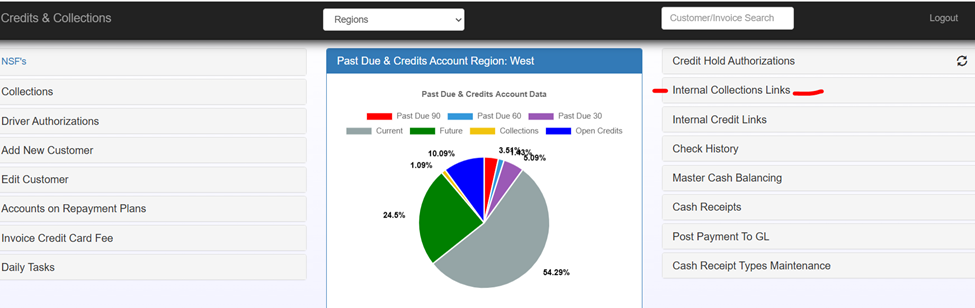 Credits & Collections
Regions
Customer/Invoice Search
Logout
NSF's
Collections
Driver Authorizations
Add New Customer
Edit Customer
Accounts on Repayment Plans
Invoice Credit Card Fee
Daily Tasks
Past Due & Credits Account Region: West
Past Due & Credits Account Data
Past Due 90 Past Due 60 Past Due 30
Current Future Collections Open Credits
3.51%
1.43%
5.09%
10.09%
1.09%
24.5%
54.29%
Credit Hold Authorizations
Internal Collections Links
Internal Credit Links
Check History
Master Cash Balancing
Cash Receipts
Post Payment To GL
Cash Receipt Types Maintenance